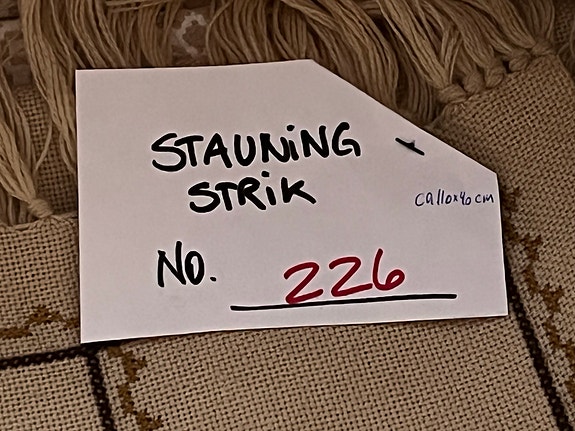 STAUNING
STRIK
ca 110x40 cm
No. 226